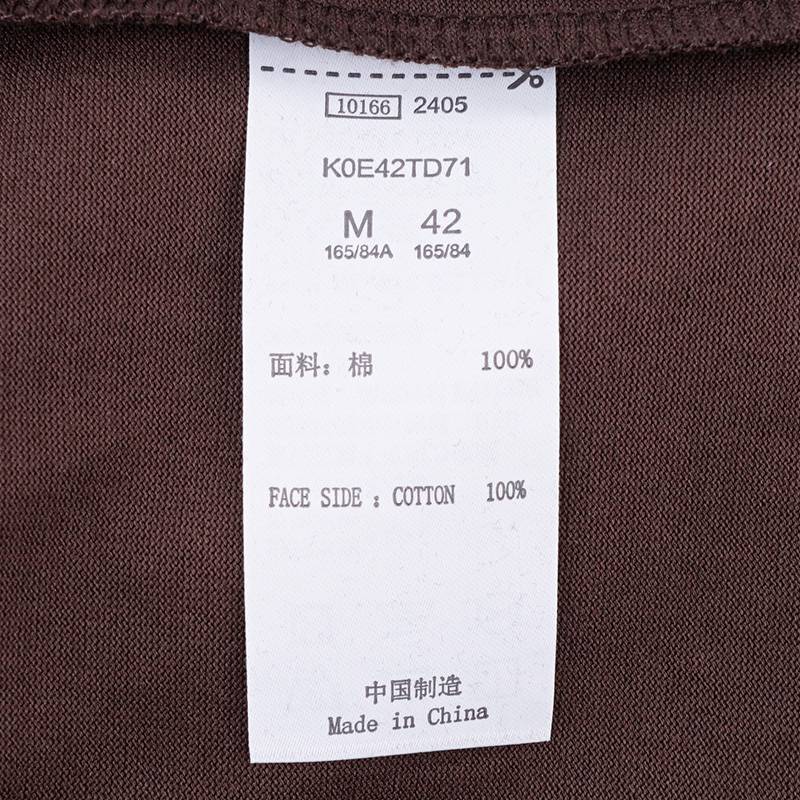 10166 2405
K0E42TD71
M 42
165/84A 165/84
面料：棉 100%
FACE SIDE : COTTON 100%
中国制造
Made in China